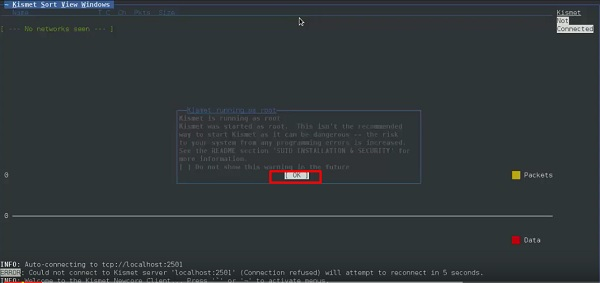 ~ Kismet Sort View Windows
Name T C Ch Pkts Size
Kismet
Not
Connected
[ --- No networks seen --- ]
Kismet running as root
Kismet is running as root
Kismet was started as root. This isn't the recommended
way to start Kismet as it can be dangerous -- the risk
to your system from any programming errors is increased.
See the README section 'SUID INSTALLATION & SECURITY' for
more information.
[ ] Do not show this warning in the future
[ OK ]
0
Packets
0
Data
INFO: Auto-connecting to tcp://localhost:2501
ERROR: Could not connect to Kismet server 'localhost:2501' (Connection refused) will attempt to reconnect in 5 seconds.
INFO: Welcome to the Kismet Newcore Client... Press '`' or '~' to activate menus.